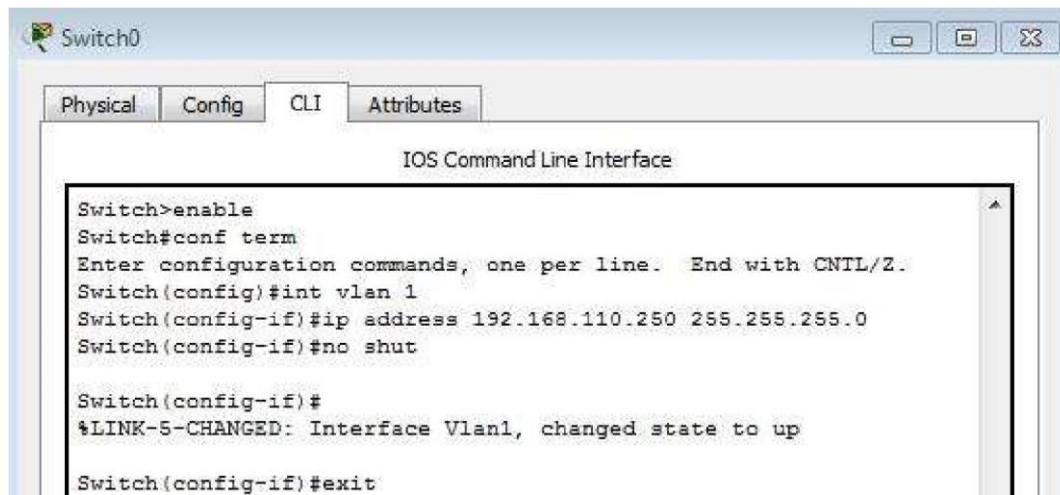 Switch0
Physical Config CLI Attributes
IOS Command Line Interface
Switch>enable
Switch#conf term
Enter configuration commands, one per line.  End with CNTL/Z.
Switch(config)#int vlan 1
Switch(config-if)#ip address 192.168.110.250 255.255.255.0
Switch(config-if)#no shut
Switch(config-if)#
%LINK-5-CHANGED: Interface Vlan1, changed state to up
Switch(config-if)#exit